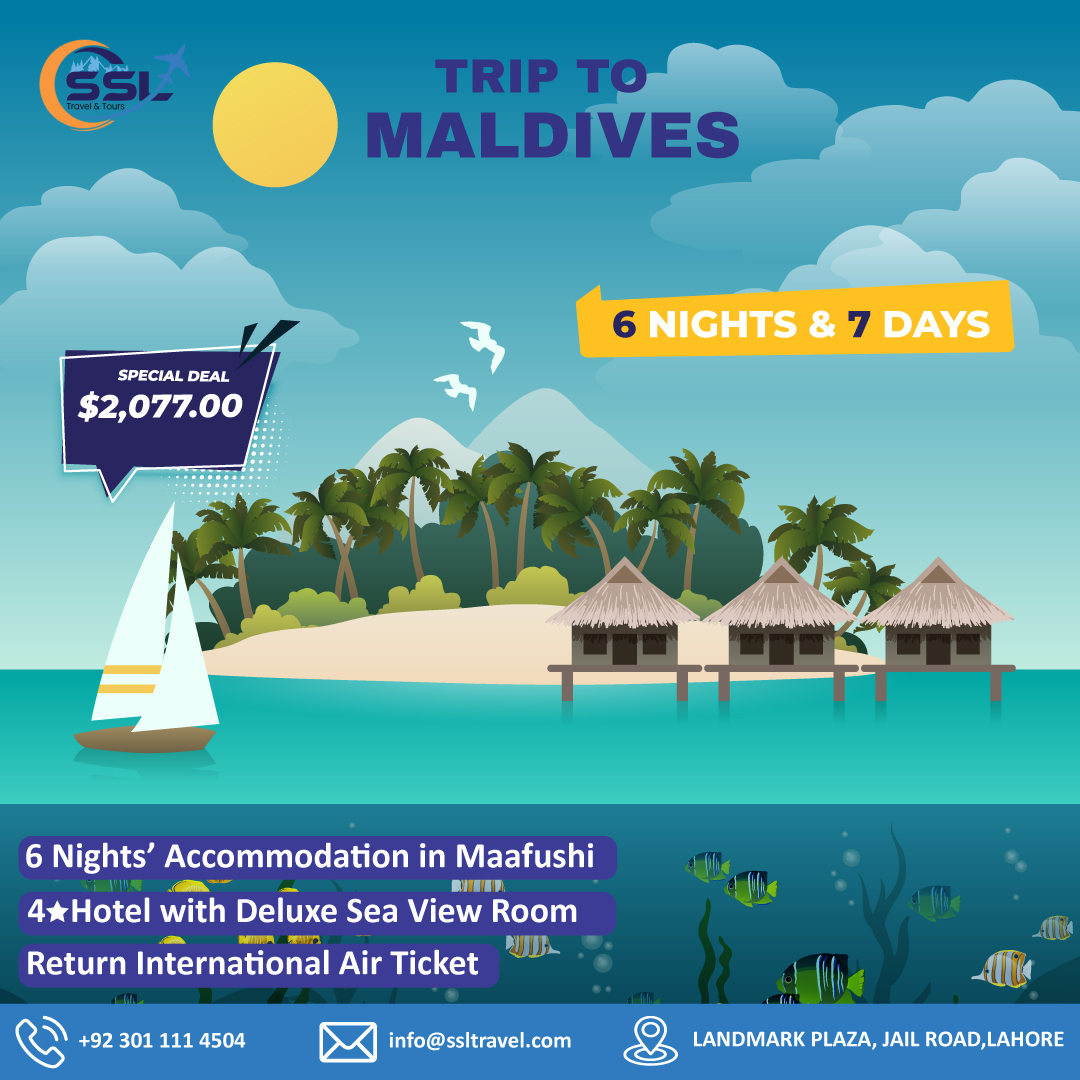 SSL
Travel & Tours
TRIP TO
MALDIVES
6 NIGHTS & 7 DAYS
SPECIAL DEAL
$2,077.00
6 Nights’ Accommodation in Maafushi
4★Hotel with Deluxe Sea View Room
Return International Air Ticket
+92 301 111 4504
info@ssltravel.com
LANDMARK PLAZA, JAIL ROAD,LAHORE